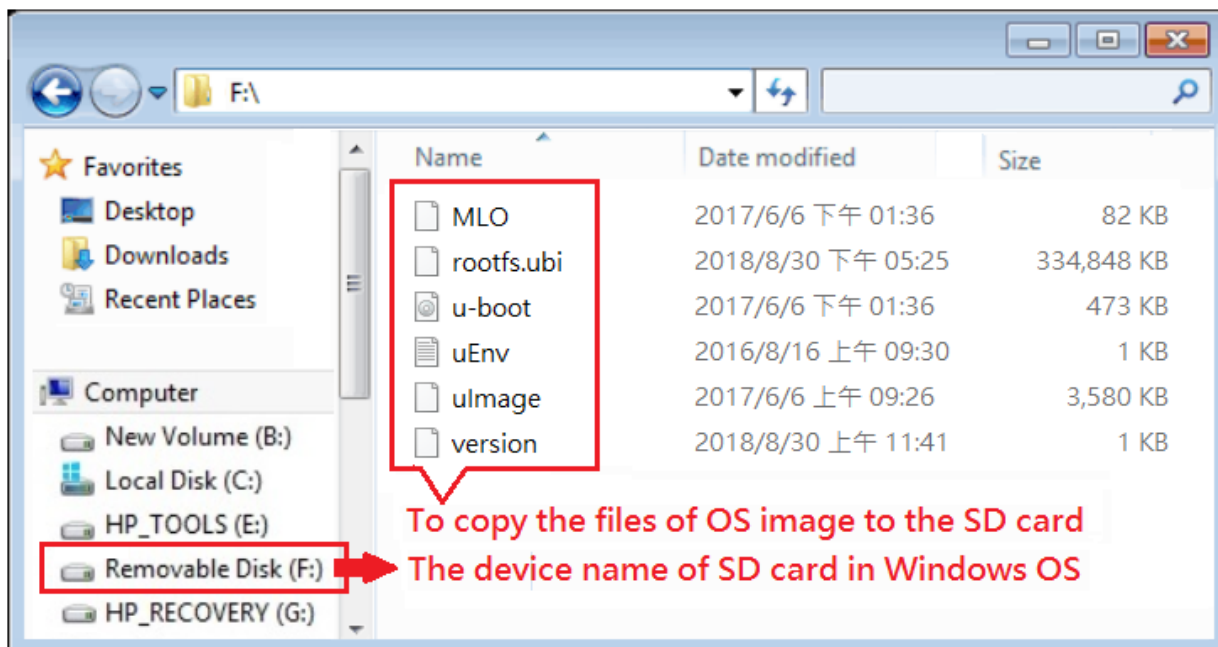 F:\
Favorites
Desktop
Downloads
Recent Places
Computer
New Volume (B:)
Local Disk (C:)
HP_TOOLS (E:)
Removable Disk (F:)
HP_RECOVERY (G:)
Name Date modified Size
MLO 2017/6/6 下午 01:36 82 KB
rootfs.ubi 2018/8/30 下午 05:25 334,848 KB
u-boot 2017/6/6 下午 01:36 473 KB
uEnv 2016/8/16 上午 09:30 1 KB
uImage 2017/6/6 上午 09:26 3,580 KB
version 2018/8/30 上午 11:41 1 KB
To copy the files of OS image to the SD card
The device name of SD card in Windows OS